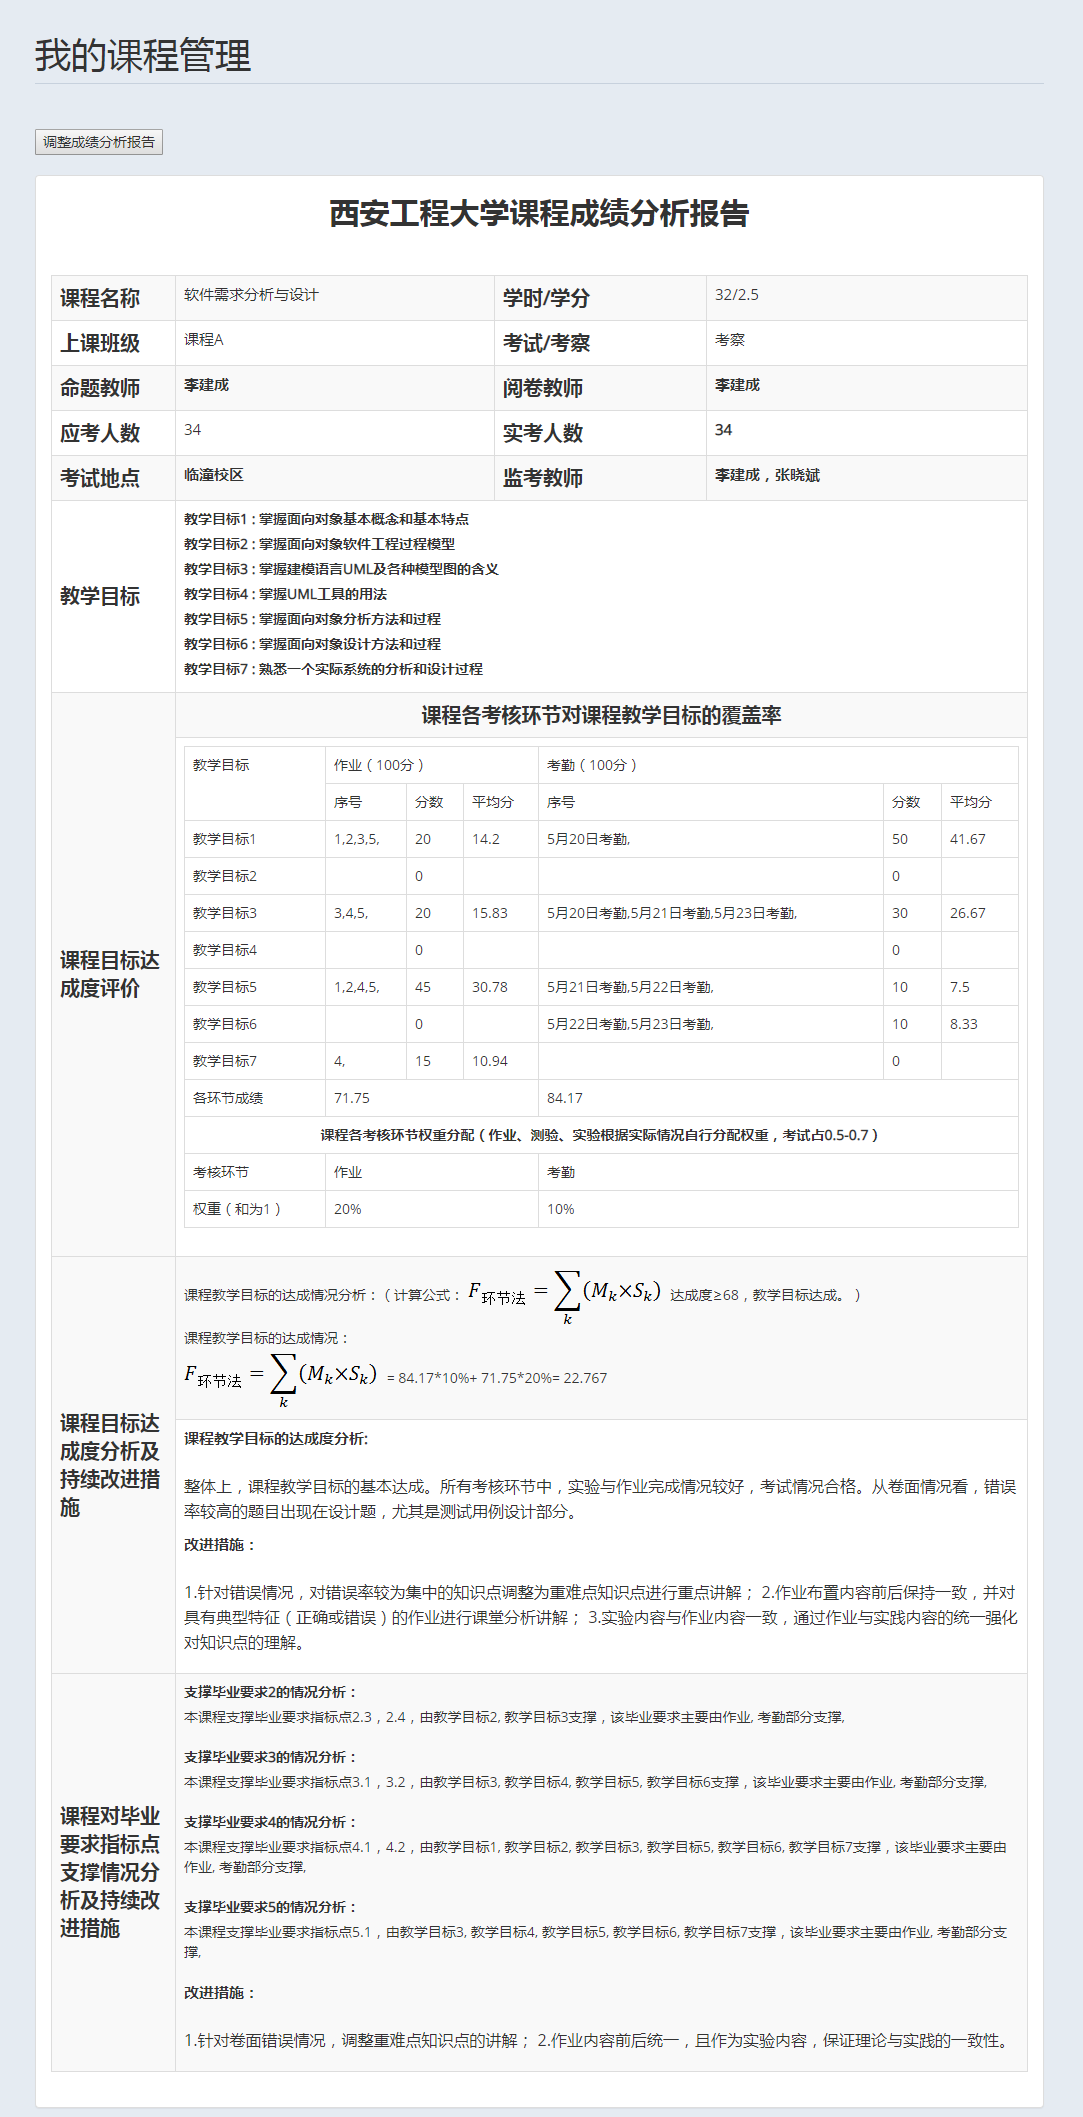 我的课程管理
调整成绩分析报告
西安工程大学课程成绩分析报告
课程名称 软件需求分析与设计 学时/学分 32/2.5
上课班级 课程A 考试/考察 考察
命题教师 李建成 阅卷教师 李建成
应考人数 34 实考人数 34
考试地点 临潼校区 监考教师 李建成，张晓斌
教学目标
教学目标1 : 掌握面向对象基本概念和基本特点
教学目标2 : 掌握面向对象软件工程过程模型
教学目标3 : 掌握建模语言UML及各种模型图的含义
教学目标4 : 掌握UML工具的用法
教学目标5 : 掌握面向对象分析方法和过程
教学目标6 : 掌握面向对象设计方法和过程
教学目标7 : 熟悉一个实际系统的分析和设计过程
课程目标达
成度评价
课程各考核环节对课程教学目标的覆盖率
教学目标 作业（100分） 考勤（100分）
序号 分数 平均分 序号 分数 平均分
教学目标1 1,2,3,5, 20 14.2 5月20日考勤, 50 41.67
教学目标2 0 0
教学目标3 3,4,5, 20 15.83 5月20日考勤,5月21日考勤,5月23日考勤, 30 26.67
教学目标4 0 0
教学目标5 1,2,4,5, 45 30.78 5月21日考勤,5月22日考勤, 10 7.5
教学目标6 0 5月22日考勤,5月23日考勤, 10 8.33
教学目标7 4, 15 10.94 0
各环节成绩 71.75 84.17
课程各考核环节权重分配（作业、测验、实验根据实际情况自行分配权重，考试占0.5-0.7）
考核环节 作业 考勤
权重（和为1） 20% 10%
课程目标达
成度分析及
持续改进措
施
课程教学目标的达成情况分析：（计算公式： F环节法 = ∑k (Mk×Sk) 达成度≥68，教学目标达成。）
课程教学目标的达成情况：
F环节法 = ∑k (Mk×Sk) = 84.17*10%+ 71.75*20%= 22.767
课程教学目标的达成度分析:
整体上，课程教学目标的基本达成。所有考核环节中，实验与作业完成情况较好，考试情况合格。从卷面情况看，错误
率较高的题目出现在设计题，尤其是测试用例设计部分。
改进措施：
1.针对错误情况，对错误率较为集中的知识点调整为重难点知识点进行重点讲解； 2.作业布置内容前后保持一致，并对
具有典型特征（正确或错误）的作业进行课堂分析讲解； 3.实验内容与作业内容一致，通过作业与实践内容的统一强化
对知识点的理解。
课程对毕业
要求指标点
支撑情况分
析及持续改
进措施
支撑毕业要求2的情况分析：
本课程支撑毕业要求指标点2.3，2.4，由教学目标2, 教学目标3支撑，该毕业要求主要由作业, 考勤部分支撑,
支撑毕业要求3的情况分析：
本课程支撑毕业要求指标点3.1，3.2，由教学目标3, 教学目标4, 教学目标5, 教学目标6支撑，该毕业要求主要由作业, 考勤部分支撑,
支撑毕业要求4的情况分析：
本课程支撑毕业要求指标点4.1，4.2，由教学目标1, 教学目标2, 教学目标3, 教学目标5, 教学目标6, 教学目标7支撑，该毕业要求主要由
作业, 考勤部分支撑,
支撑毕业要求5的情况分析：
本课程支撑毕业要求指标点5.1，由教学目标3, 教学目标4, 教学目标5, 教学目标6, 教学目标7支撑，该毕业要求主要由作业, 考勤部分支
撑,
改进措施：
1.针对卷面错误情况，调整重难点知识点的讲解； 2.作业内容前后统一，且作为实验内容，保证理论与实践的一致性。